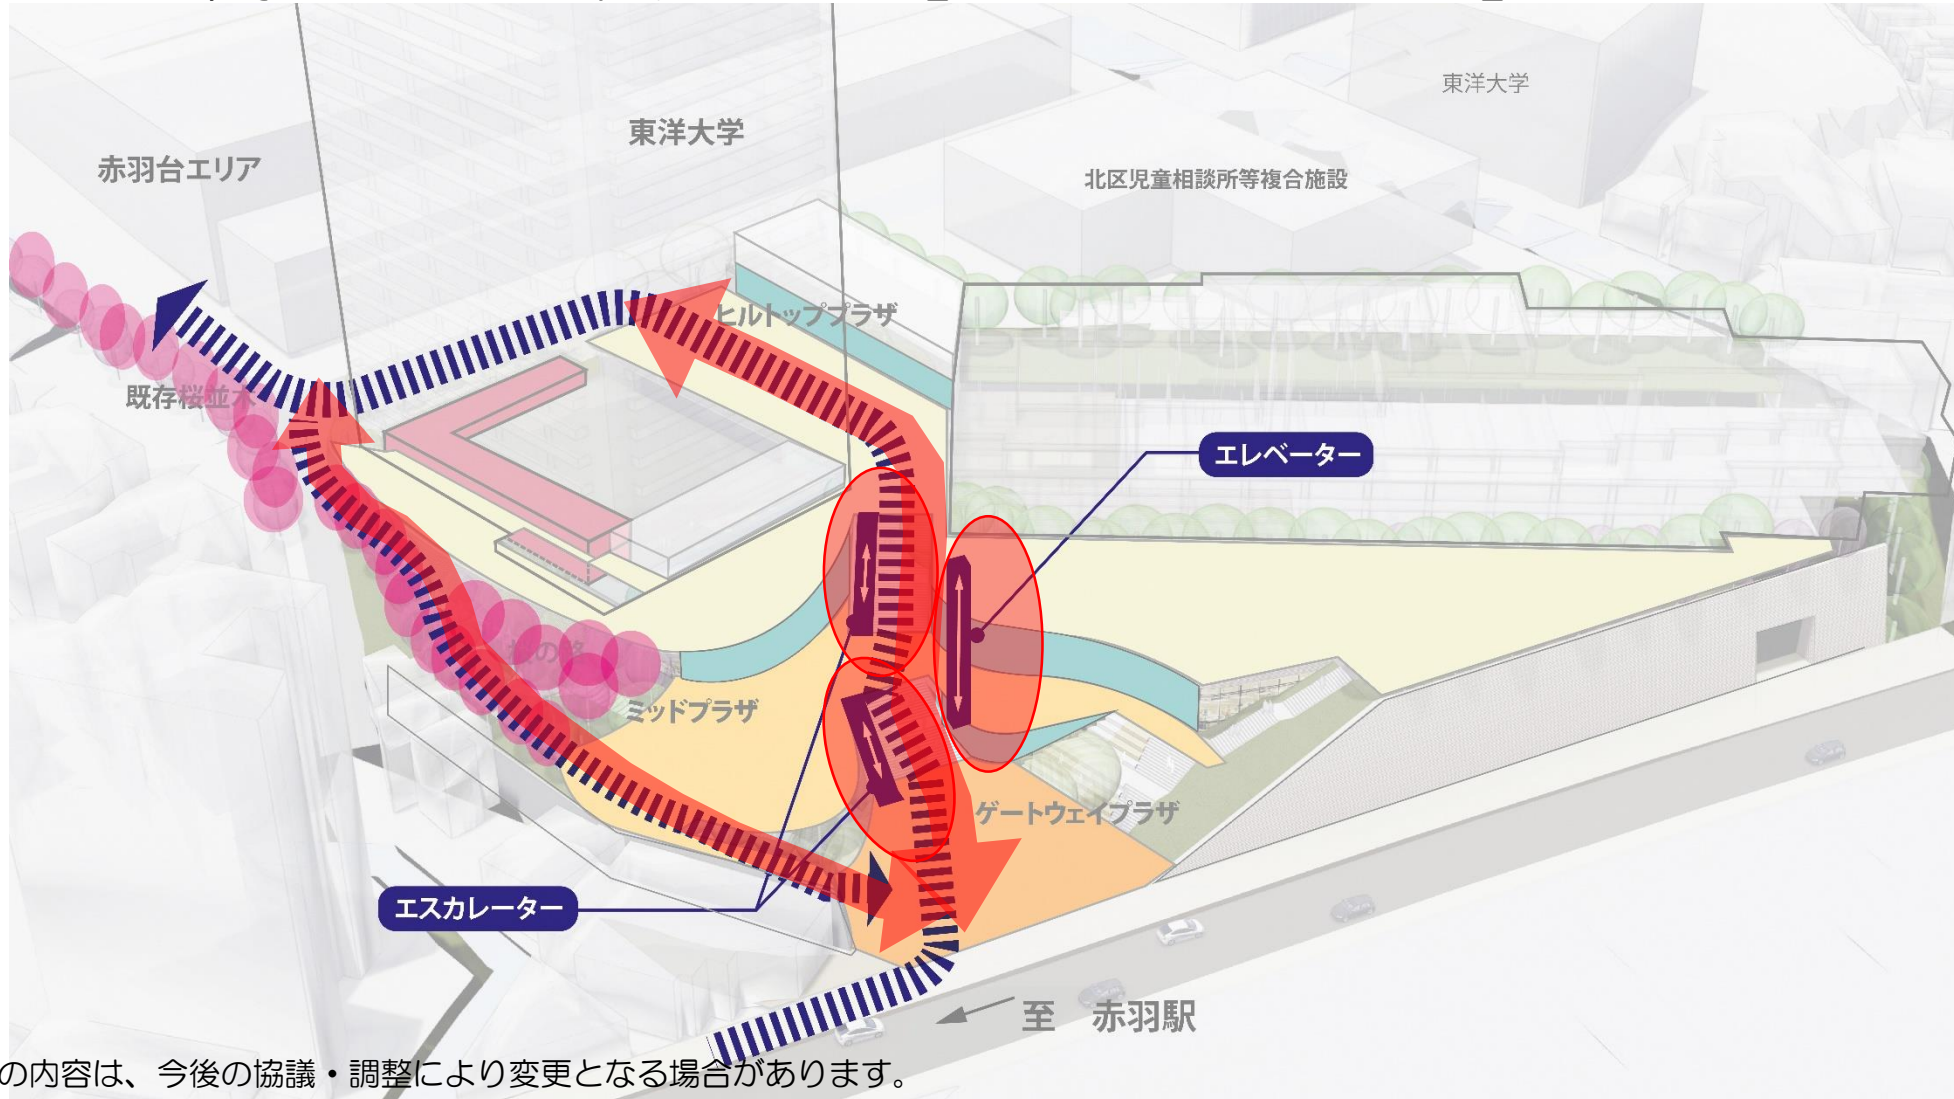 東洋大学
東洋大学
赤羽台エリア
北区児童相談所等複合施設
ヒルトッププラザ
既存桜並木
エレベーター
ミッドプラザ
ゲートウェイプラザ
エスカレーター
至 赤羽駅
の内容は、今後の協議・調整により変更となる場合があります。